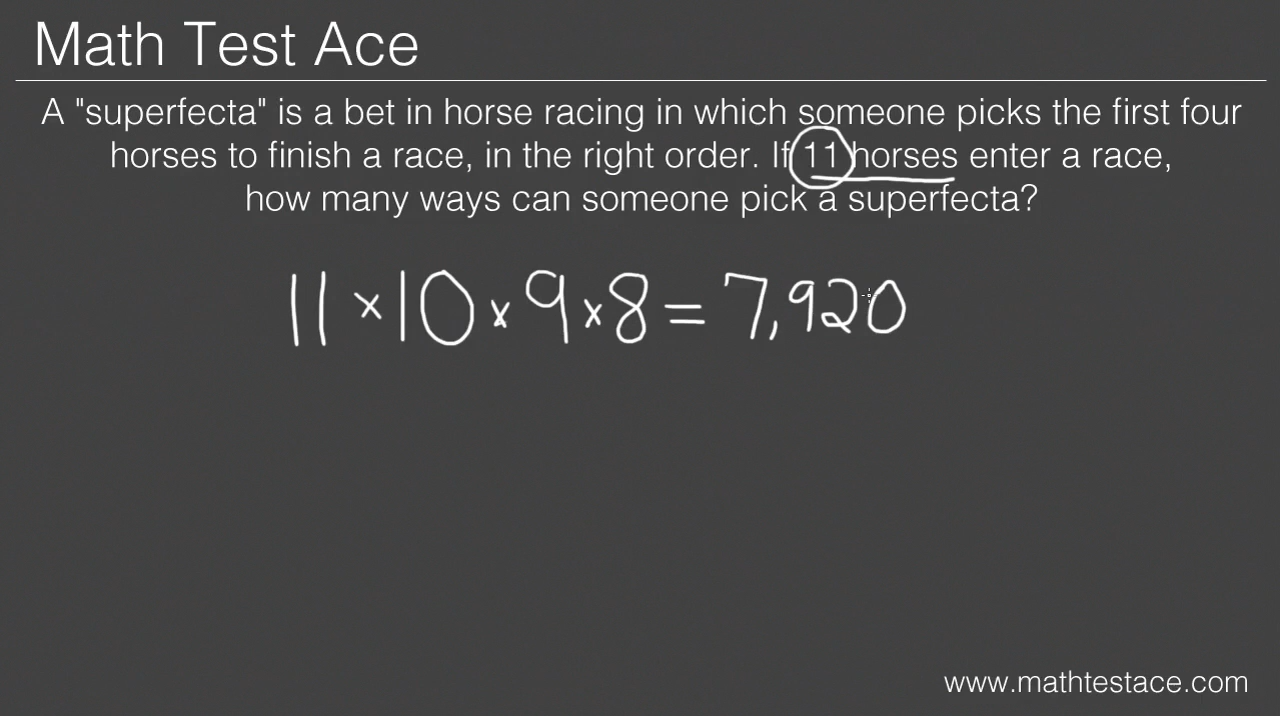 Math Test Ace
A "superfecta" is a bet in horse racing in which someone picks the first four
horses to finish a race, in the right order. If 11 horses enter a race,
how many ways can someone pick a superfecta?
11 × 10 × 9 × 8 = 7,920
www.mathtestace.com